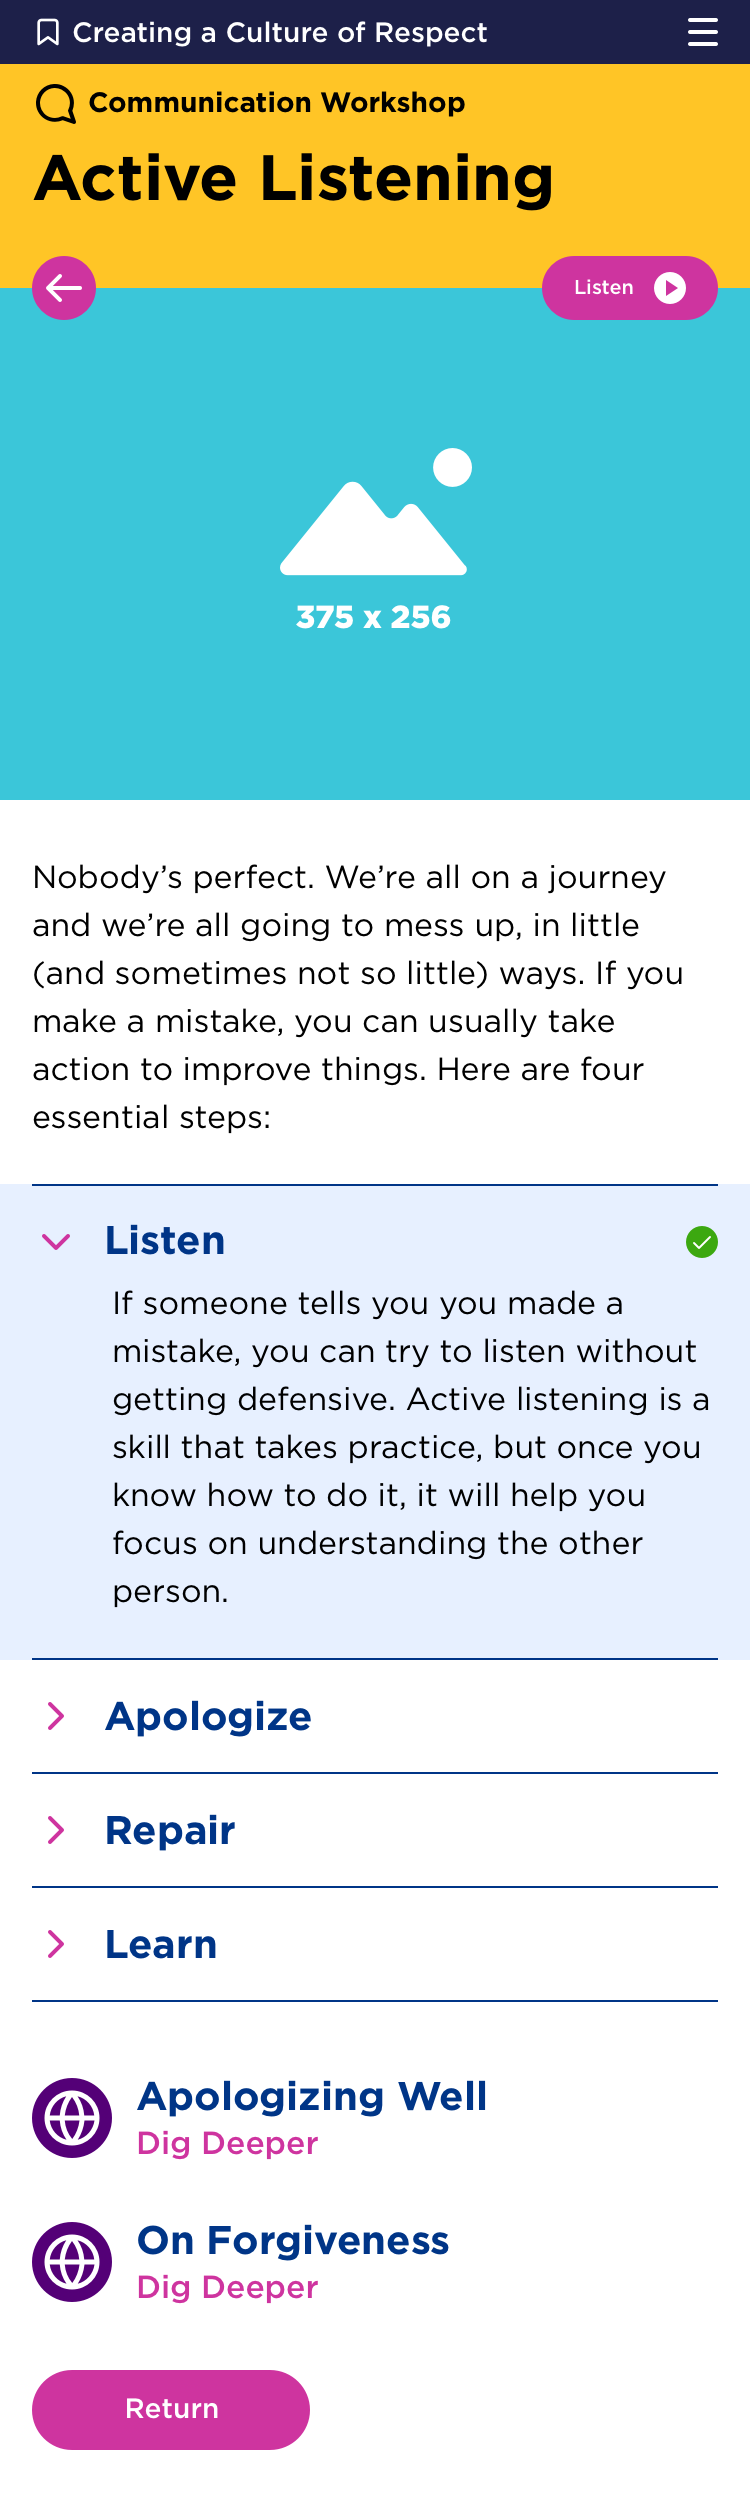 Creating a Culture of Respect
Communication Workshop
Active Listening
Listen
375 x 256
Nobody’s perfect. We’re all on a journey
and we’re all going to mess up, in little
(and sometimes not so little) ways. If you
make a mistake, you can usually take
action to improve things. Here are four
essential steps:
Listen
If someone tells you you made a
mistake, you can try to listen without
getting defensive. Active listening is a
skill that takes practice, but once you
know how to do it, it will help you
focus on understanding the other
person.
Apologize
Repair
Learn
Apologizing Well
Dig Deeper
On Forgiveness
Dig Deeper
Return